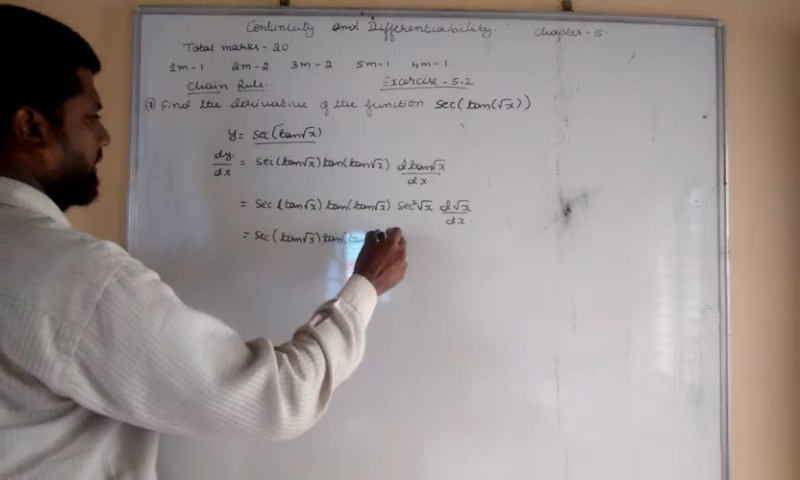 Continuity and Differentiability. Chapter - 5
Total marks - 20
1m - 1 2m - 2 3m - 2 5m - 1 4m - 1
Chain Rule. Exercise - 5.2
① Find the derivative of the function sec(tan(√x))
y = sec(tan√x)
dy/dx = sec(tan√x) tan(tan√x) d tan√x/dx.
= sec(tan√x) tan(tan√x) sec²√x d√x/dx.
= sec(tan√x) tan(